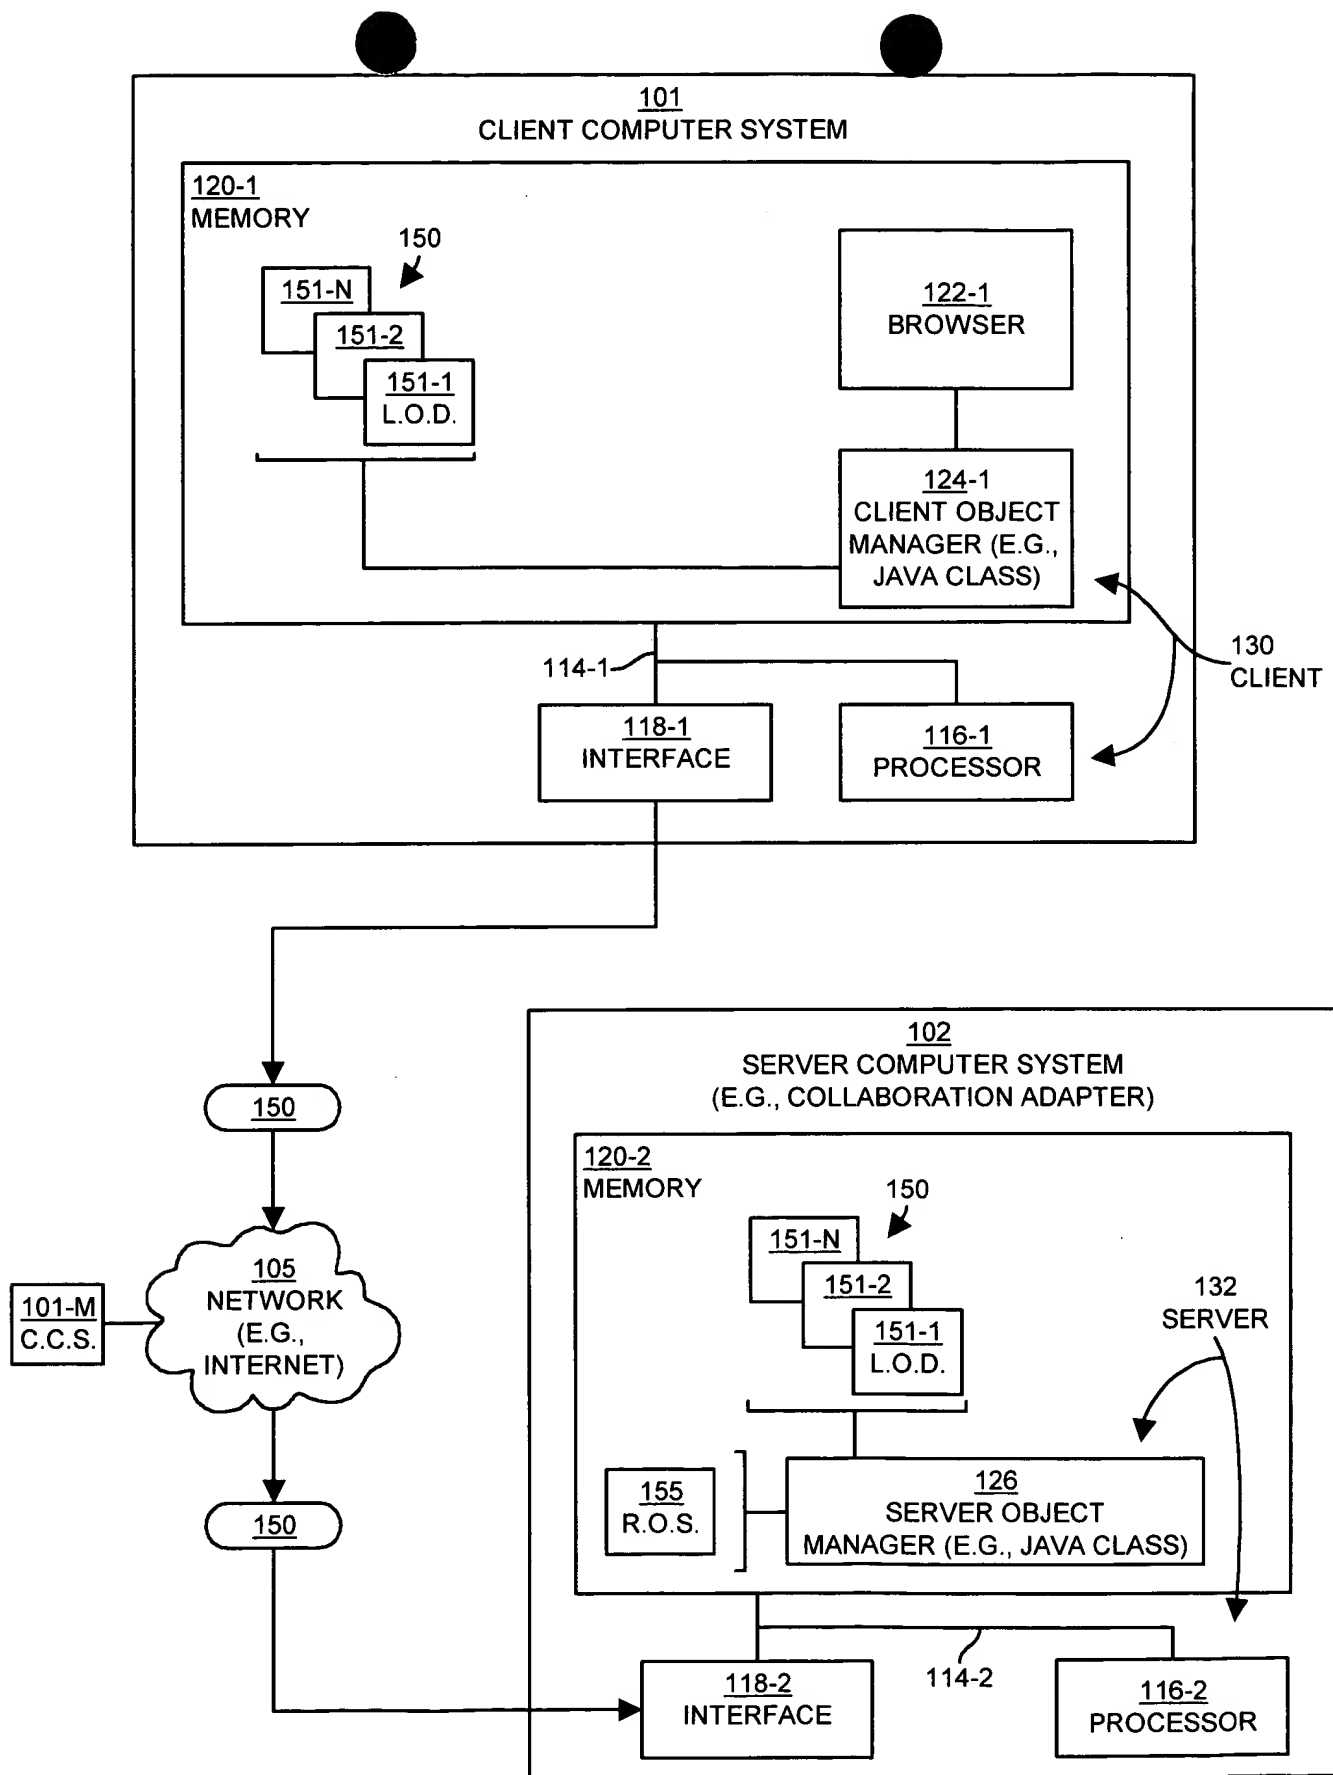 101
CLIENT COMPUTER SYSTEM
120-1
MEMORY
150
151-N
151-2
151-1
L.O.D.
122-1
BROWSER
124-1
CLIENT OBJECT
MANAGER (E.G.,
JAVA CLASS)
114-1
130
CLIENT
118-1
INTERFACE
116-1
PROCESSOR
150
105
NETWORK
(E.G.,
INTERNET)
101-M
C.C.S.
150
102
SERVER COMPUTER SYSTEM
(E.G., COLLABORATION ADAPTER)
120-2
MEMORY
150
151-N
151-2
151-1
L.O.D.
132
SERVER
155
R.O.S.
126
SERVER OBJECT
MANAGER (E.G., JAVA CLASS)
114-2
118-2
INTERFACE
116-2
PROCESSOR